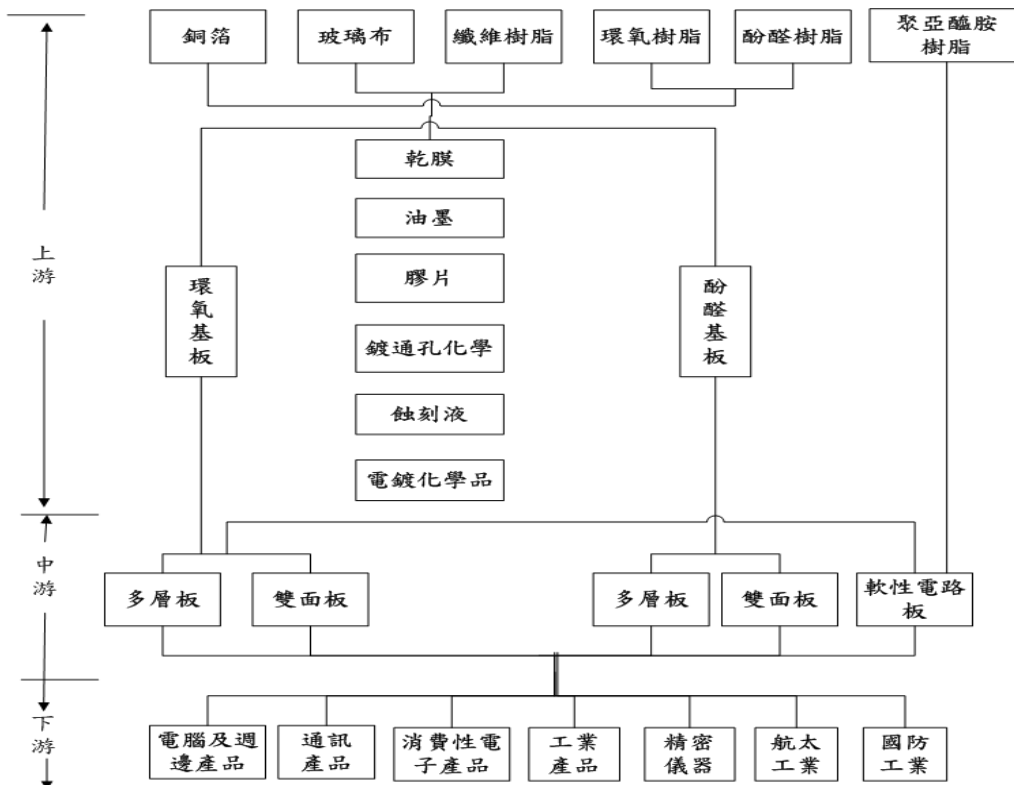 銅箔
玻璃布
纖維樹脂
環氧樹脂
酚醛樹脂
聚亞醯胺
樹脂
上游
乾膜
油墨
膠片
鍍通孔化學
蝕刻液
電鍍化學品
環氧基板
酚醛基板
中游
多層板
雙面板
多層板
雙面板
軟性電路
板
下游
電腦及週
邊產品
通訊
產品
消費性電
子產品
工業
產品
精密
儀器
航太
工業
國防
工業